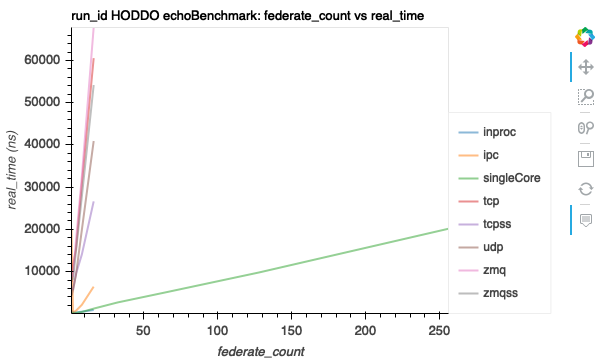 run_id HODDO echoBenchmark: federate_count vs real_time
real_time (ns)
60000
50000
40000
30000
20000
10000
50
100
150
200
250
federate_count
inproc
ipc
singleCore
tcp
tcpss
udp
zmq
zmqss